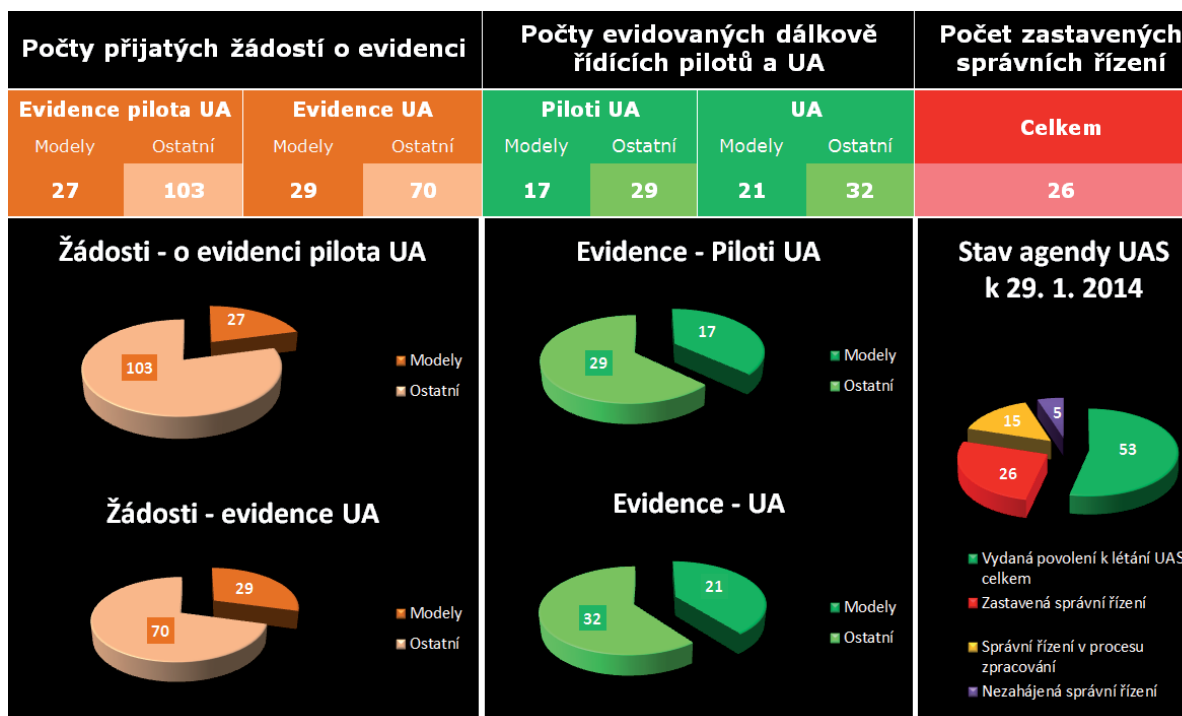 Počty přijatých žádostí o evidenci
Počty evidovaných dálkově
řídících pilotů a UA
Počet zastavených
správních řízení
Evidence pilota UA
Evidence UA
Piloti UA
UA
Celkem
Modely
Ostatní
Modely
Ostatní
Modely
Ostatní
Modely
Ostatní
27
103
29
70
17
29
21
32
26
Žádosti - o evidenci pilota UA
27
103
Modely
Ostatní
Žádosti - evidence UA
29
70
Modely
Ostatní
Evidence - Piloti UA
17
29
Modely
Ostatní
Evidence - UA
21
32
Modely
Ostatní
Stav agendy UAS
k 29. 1. 2014
15
5
53
26
Vydaná povolení k létání UAS
celkem
Zastavená správní řízení
Správní řízení v procesu
zpracování
Nezahájená správní řízení